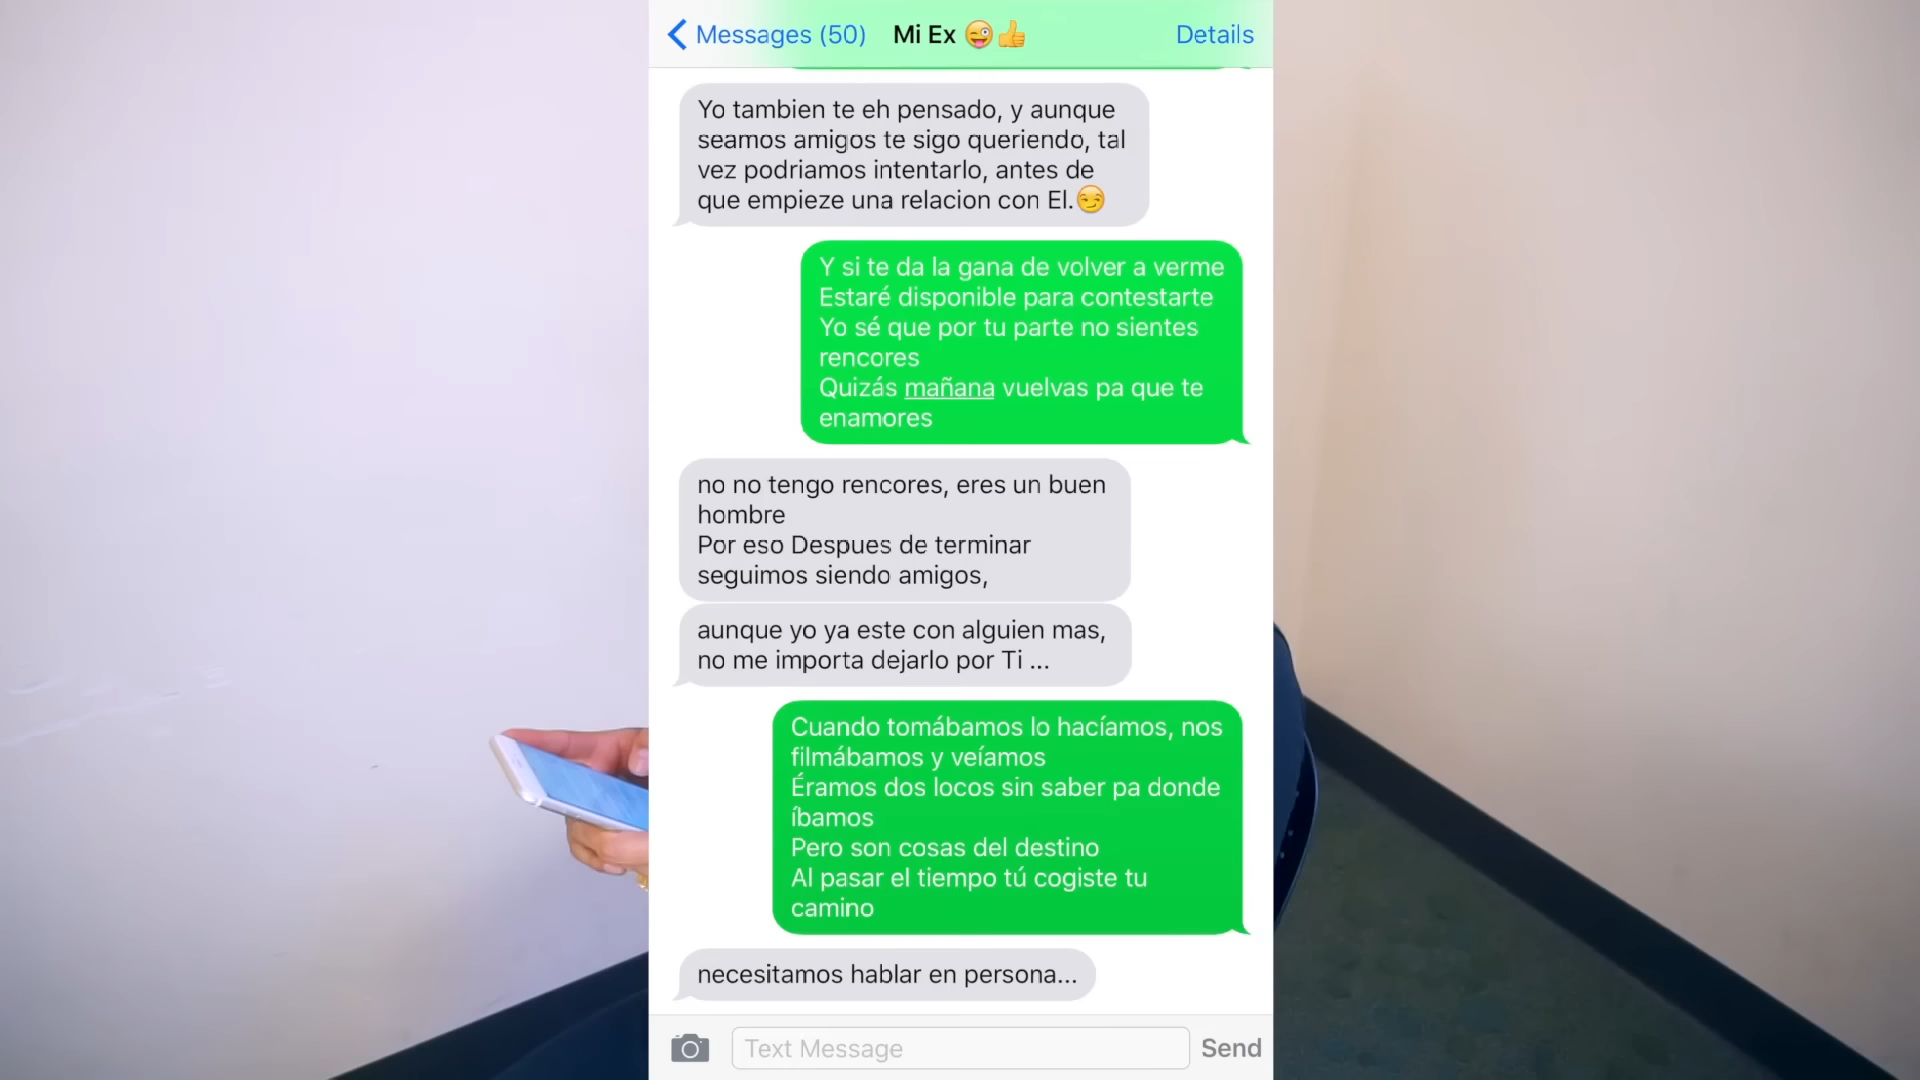 Messages (50) Mi Ex 😜👍 Details
Yo tambien te eh pensado, y aunque
seamos amigos te sigo queriendo, tal
vez podriamos intentarlo, antes de
que empieze una relacion con El.😏
Y si te da la gana de volver a verme
Estaré disponible para contestarte
Yo sé que por tu parte no sientes
rencores
Quizás mañana vuelvas pa que te
enamores
no no tengo rencores, eres un buen
hombre
Por eso Despues de terminar
seguimos siendo amigos,
aunque yo ya este con alguien mas,
no me importa dejarlo por Ti ...
Cuando tomábamos lo hacíamos, nos
filmábamos y veíamos
Éramos dos locos sin saber pa donde
íbamos
Pero son cosas del destino
Al pasar el tiempo tú cogiste tu
camino
necesitamos hablar en persona...
Text Message Send